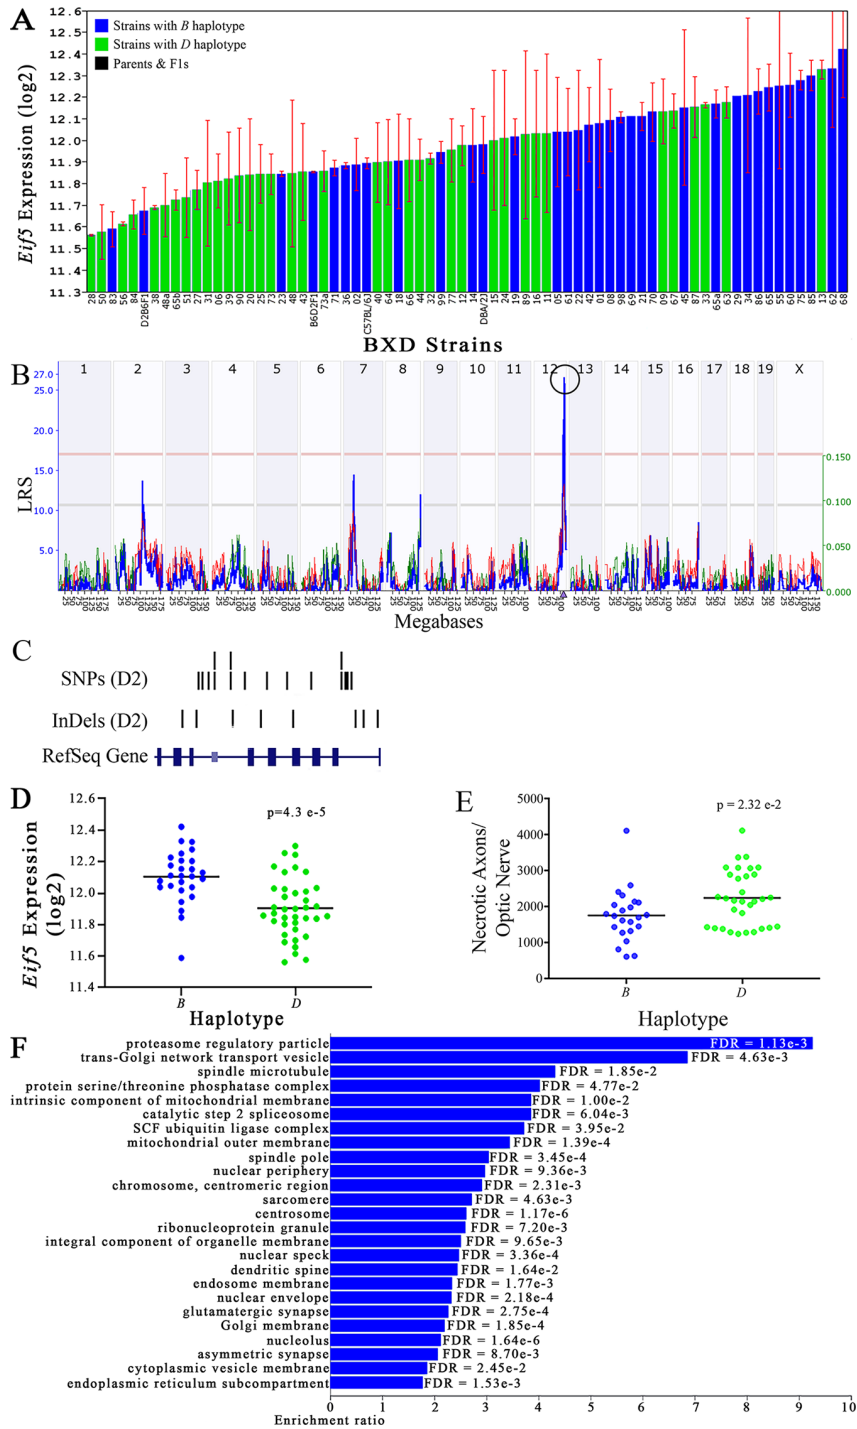 A
12.6
12.5
12.4
12.3
12.2
12.1
12.0
11.9
11.8
11.7
11.6
11.5
11.4
11.3
Eif5 Expression (log2)
Strains with B haplotype
Strains with D haplotype
Parents & F1s
28 50 83 56 84 D2B6F1 38 48a 65b 51 27 31 06 39 90 20 25 73 23 48 43 B6D2F1 73a 71 36 02 C57BL/6J 40 64 18 66 44 32 99 77 12 14 DBA/2J 15 24 19 89 16 11 05 61 22 42 01 08 98 69 21 70 09 67 45 87 33 65a 63 29 34 86 65 55 60 75 85 13 62 68
BXD Strains
B
1 2 3 4 5 6 7 8 9 10 11 12 13 14 15 16 17 18 19 X
27.0
25.0
20.0
15.0
10.0
5.0
LRS
0.150
0.100
0.050
0.000
Megabases
C
SNPs (D2)
InDels (D2)
RefSeq Gene
D
12.6
12.4
12.2
12.0
11.8
11.6
11.4
Eif5 Expression
(log2)
p=4.3 e-5
B D
Haplotype
E
5000
4000
3000
2000
1000
0
Necrotic Axons/
Optic Nerve
p = 2.32 e-2
B D
Haplotype
F
proteasome regulatory particle FDR = 1.13e-3
trans-Golgi network transport vesicle FDR = 4.63e-3
spindle microtubule FDR = 1.85e-2
protein serine/threonine phosphatase complex FDR = 4.77e-2
intrinsic component of mitochondrial membrane FDR = 1.00e-2
catalytic step 2 spliceosome FDR = 6.04e-3
SCF ubiquitin ligase complex FDR = 3.95e-2
mitochondrial outer membrane FDR = 1.39e-4
spindle pole FDR = 3.45e-4
nuclear periphery FDR = 9.36e-3
chromosome, centromeric region FDR = 2.31e-3
sarcomere FDR = 4.63e-3
centrosome FDR = 1.17e-6
ribonucleoprotein granule FDR = 7.20e-3
integral component of organelle membrane FDR = 9.65e-3
nuclear speck FDR = 3.36e-4
dendritic spine FDR = 1.64e-2
endosome membrane FDR = 1.77e-3
nuclear envelope FDR = 2.18e-4
glutamatergic synapse FDR = 2.75e-4
Golgi membrane FDR = 1.85e-4
nucleolus FDR = 1.64e-6
asymmetric synapse FDR = 8.70e-3
cytoplasmic vesicle membrane FDR = 2.45e-2
endoplasmic reticulum subcompartment FDR = 1.53e-3
0 1 2 3 4 5 6 7 8 9 10
Enrichment ratio